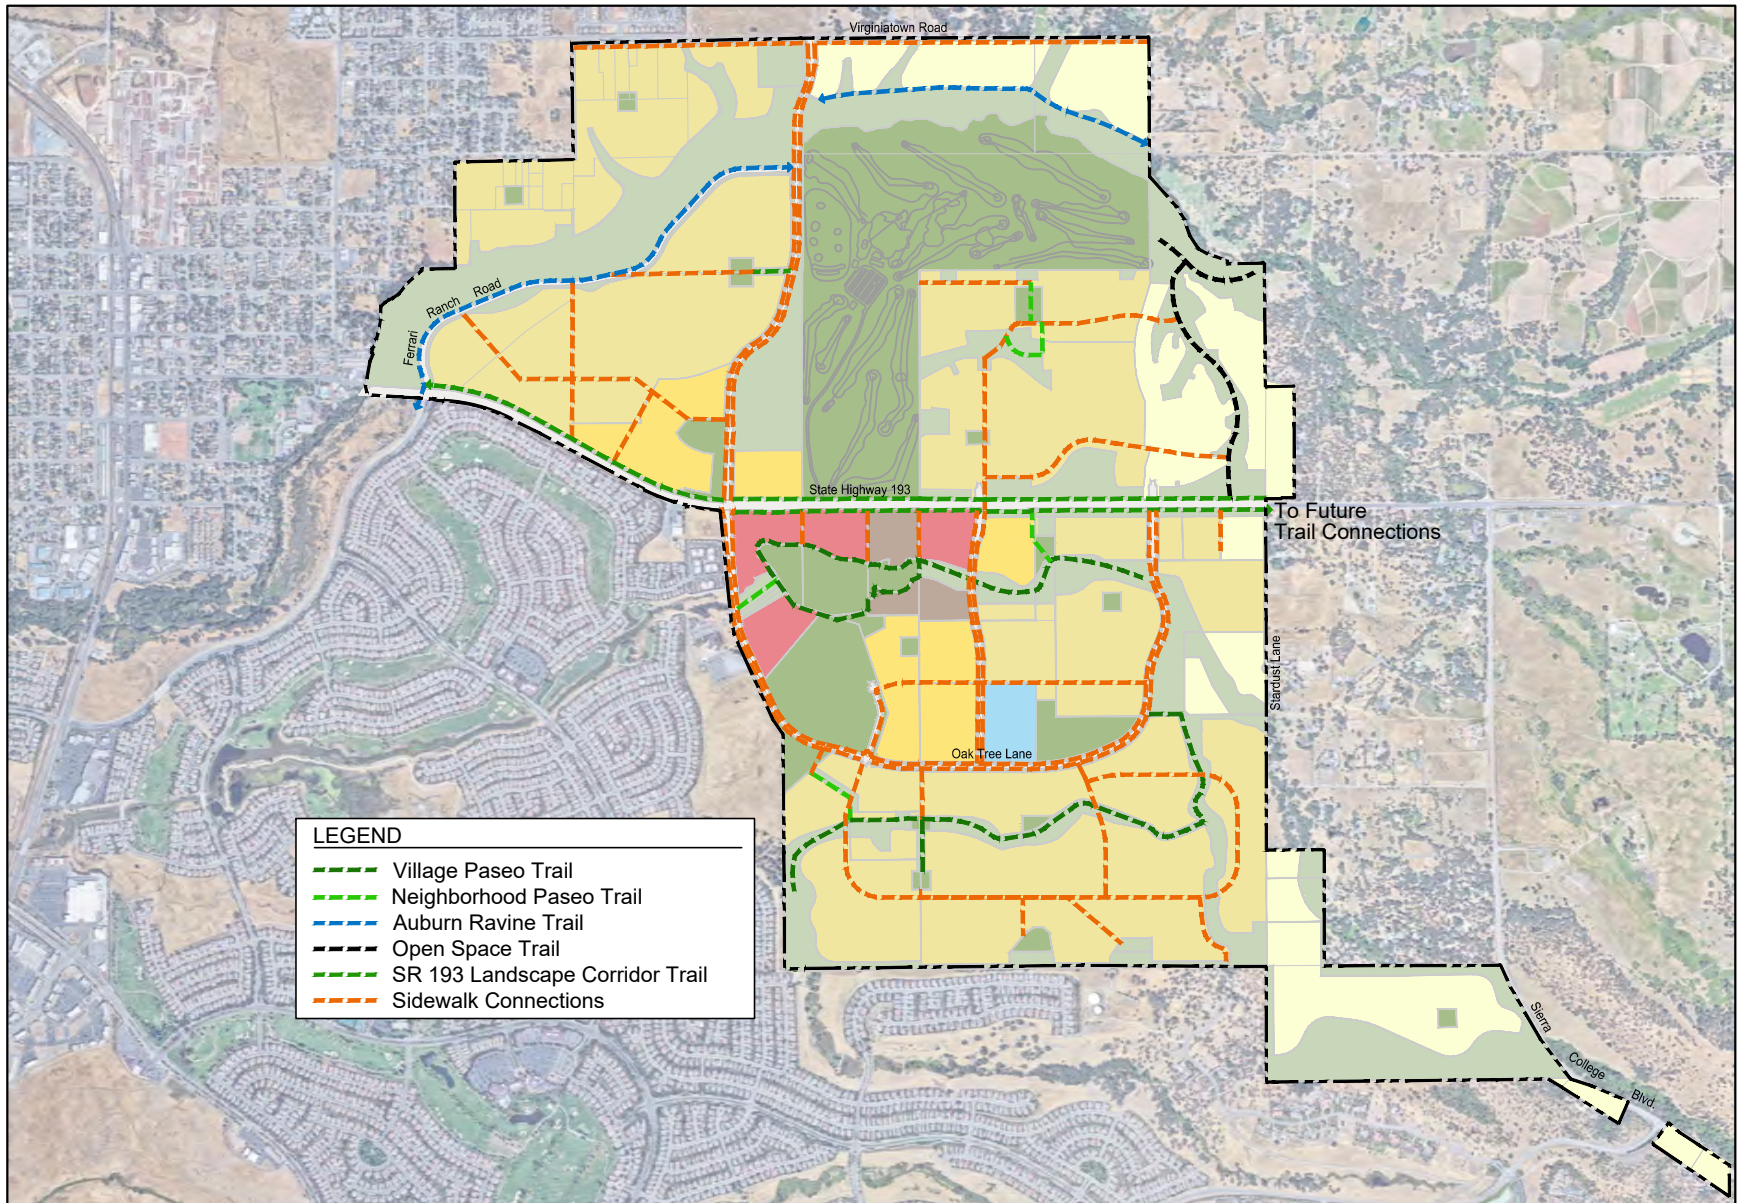 Virginiatown Road
Ferrari Ranch Road
State Highway 193
To Future
Trail Connections
Stardust Lane
Oak Tree Lane
LEGEND
Village Paseo Trail
Neighborhood Paseo Trail
Auburn Ravine Trail
Open Space Trail
SR 193 Landscape Corridor Trail
Sidewalk Connections
Sierra College Blvd.